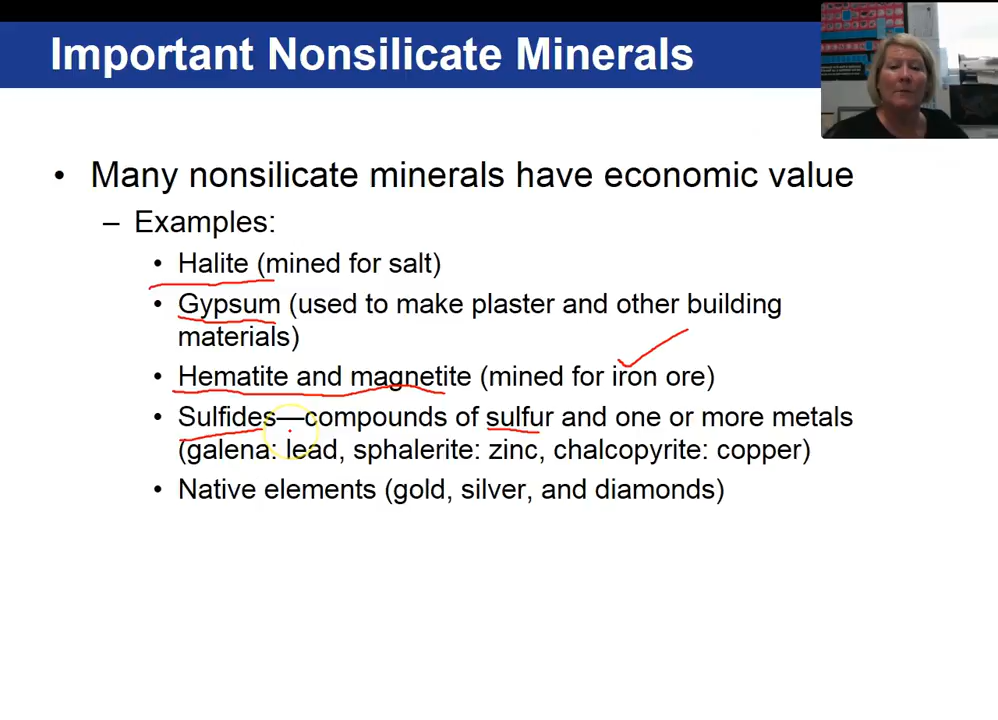 Important Nonsilicate Minerals
• Many nonsilicate minerals have economic value
– Examples:
• Halite (mined for salt)
• Gypsum (used to make plaster and other building
materials)
• Hematite and magnetite (mined for iron ore)
• Sulfides—compounds of sulfur and one or more metals
(galena: lead, sphalerite: zinc, chalcopyrite: copper)
• Native elements (gold, silver, and diamonds)